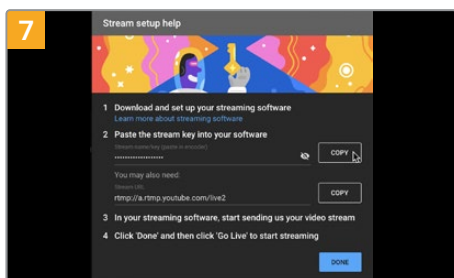 7
Stream setup help
1 Download and set up your streaming software
Learn more about streaming software
2 Paste the stream key into your software
Stream name/key (paste in encoder)
••••••••••••••••••• COPY
You may also need:
Stream URL
rtmp://a.rtmp.youtube.com/live2 COPY
3 In your streaming software, start sending us your video stream
4 Click 'Done' and then click 'Go Live' to start streaming
DONE